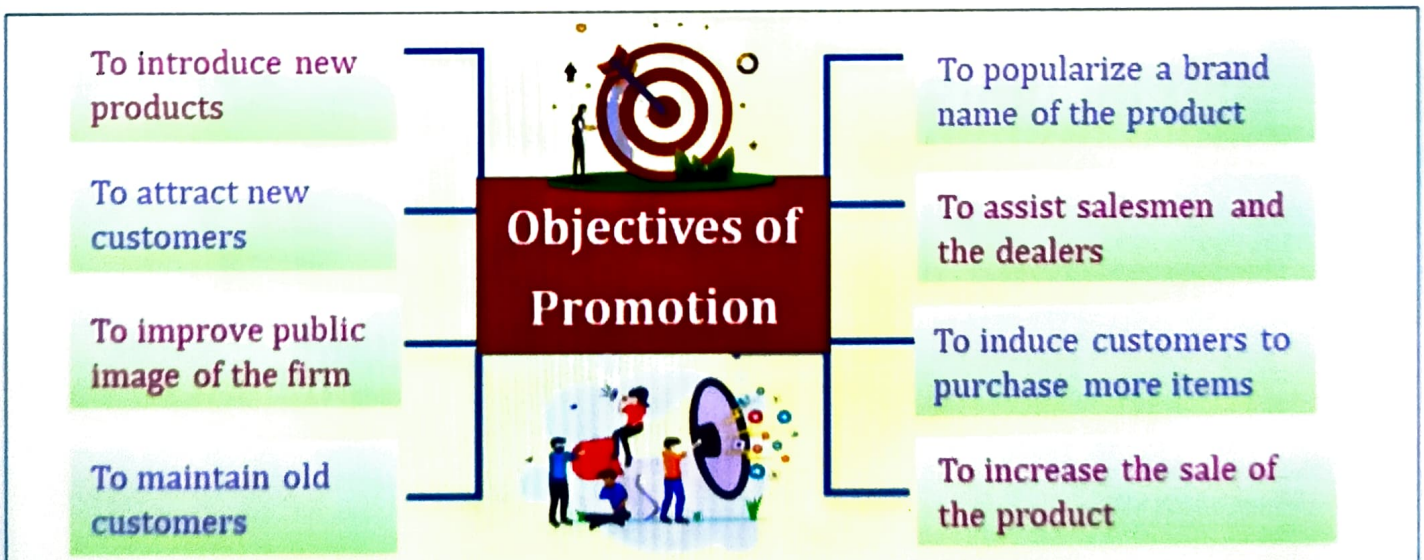 To introduce new
products
To attract new
customers
To improve public
image of the firm
To maintain old
customers
Objectives of
Promotion
To popularize a brand
name of the product
To assist salesmen and
the dealers
To induce customers to
purchase more items
To increase the sale of
the product